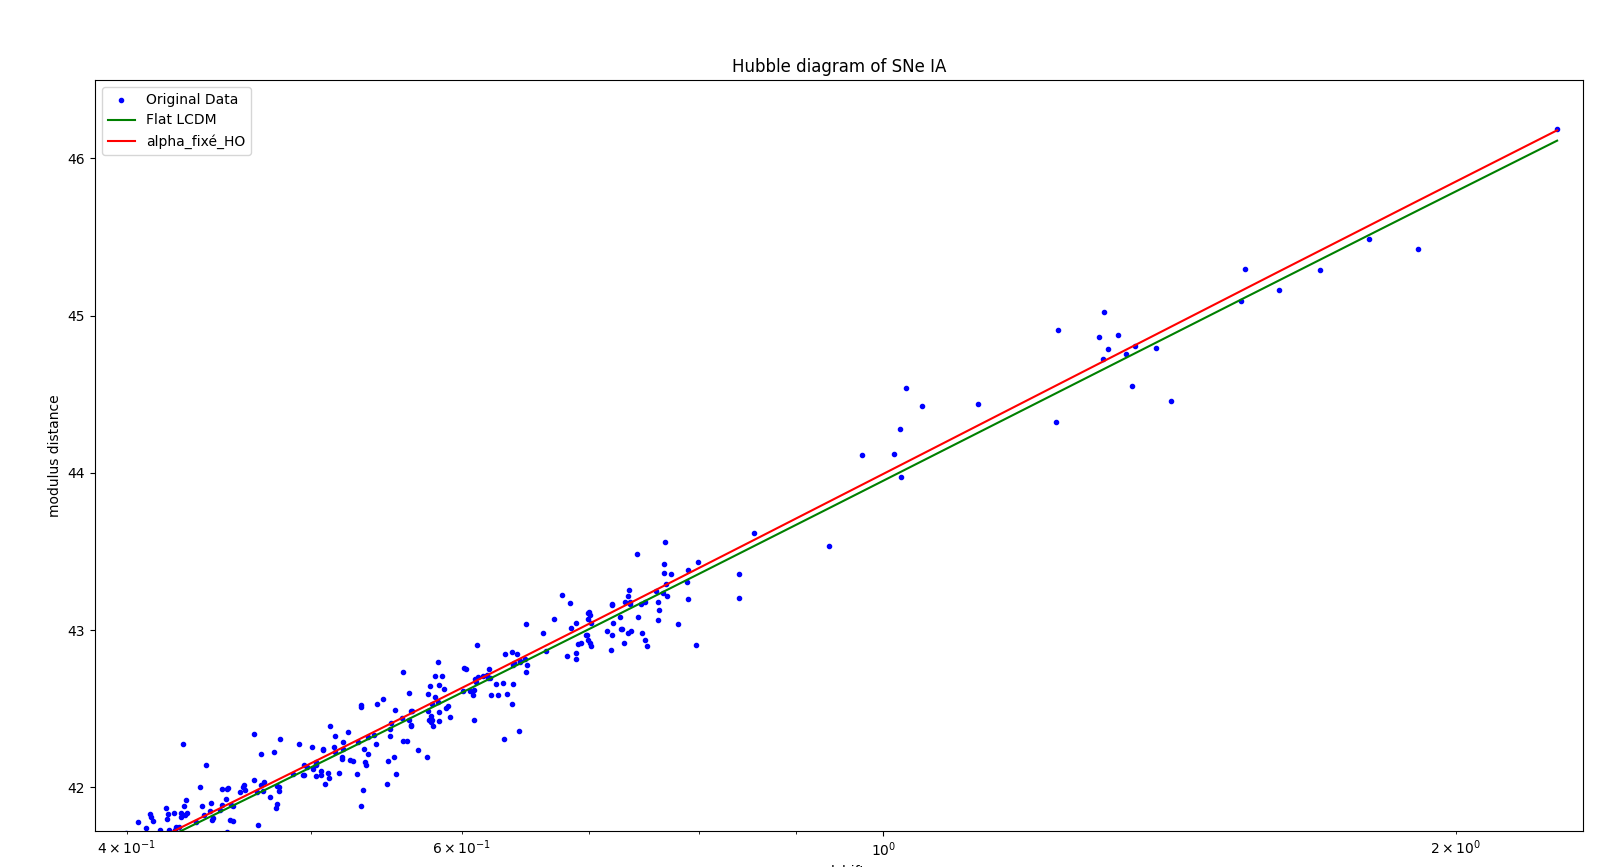 Hubble diagram of SNe IA
Original Data
Flat LCDM
alpha_fixé_HO
modulus distance
46
45
44
43
42
4 × 10⁻¹
6 × 10⁻¹
10⁰
2 × 10⁰